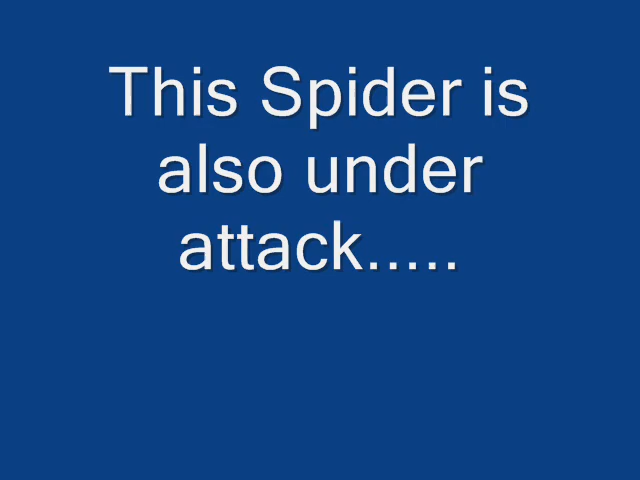 This Spider is
also under
attack.....